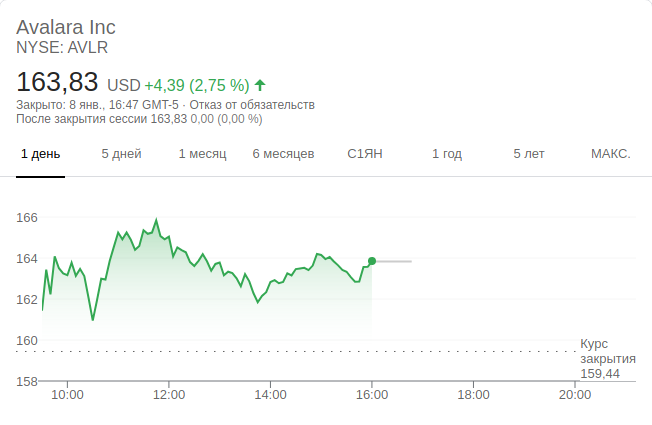 Avalara Inc
NYSE: AVLR
163,83 USD +4,39 (2,75 %)
Закрыто: 8 янв., 16:47 GMT-5 · Отказ от обязательств
После закрытия сессии 163,83 0,00 (0,00 %)
1 день 5 дней 1 месяц 6 месяцев С1ЯН 1 год 5 лет МАКС.
166
164
162
160
Курс
закрытия
159,44
158
10:00 12:00 14:00 16:00 18:00 20:00